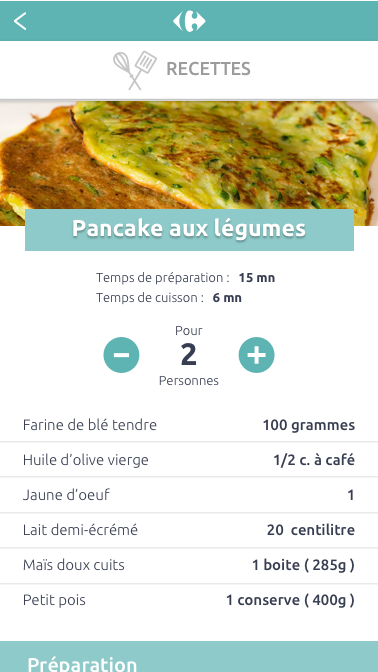 RECETTES
Pancake aux légumes
Temps de préparation : 15 mn
Temps de cuisson : 6 mn
Pour
2
Personnes
Farine de blé tendre 100 grammes
Huile d’olive vierge 1/2 c. à café
Jaune d’oeuf 1
Lait demi-écrémé 20 centilitre
Maïs doux cuits 1 boite ( 285g )
Petit pois 1 conserve ( 400g )
Préparation